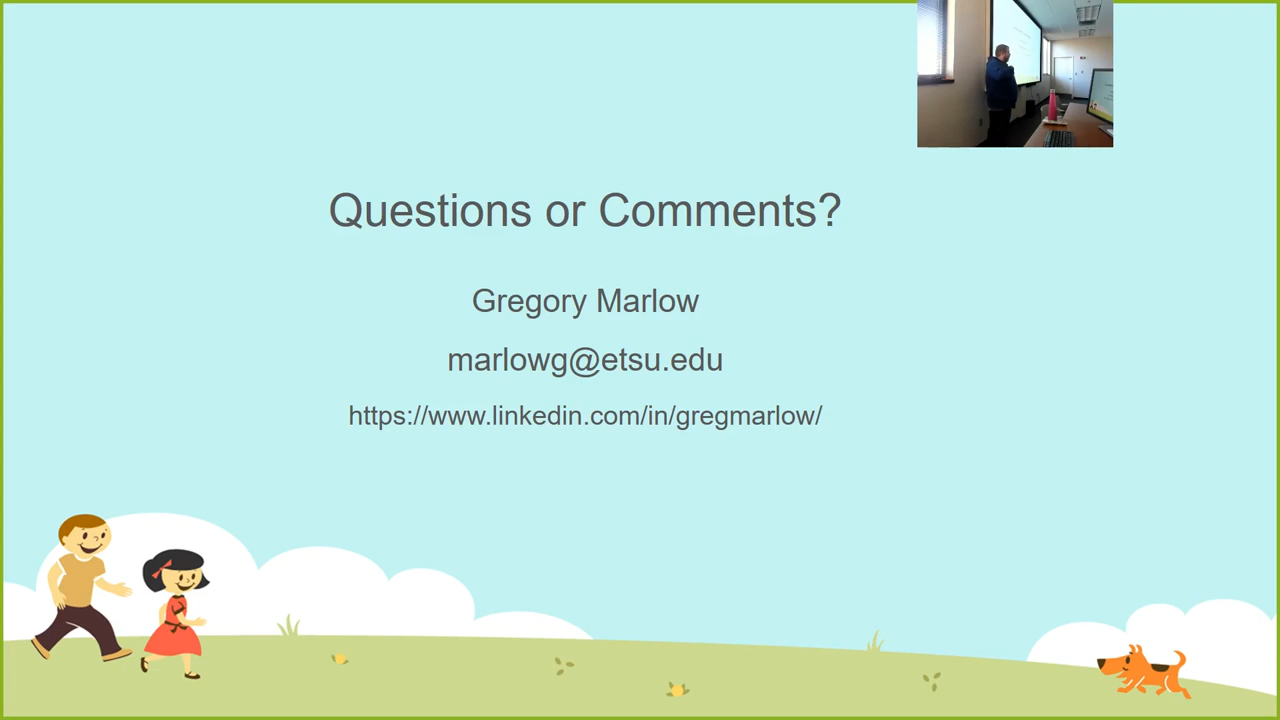 Questions or Comments?
Gregory Marlow
marlowg@etsu.edu
https://www.linkedin.com/in/gregmarlow/